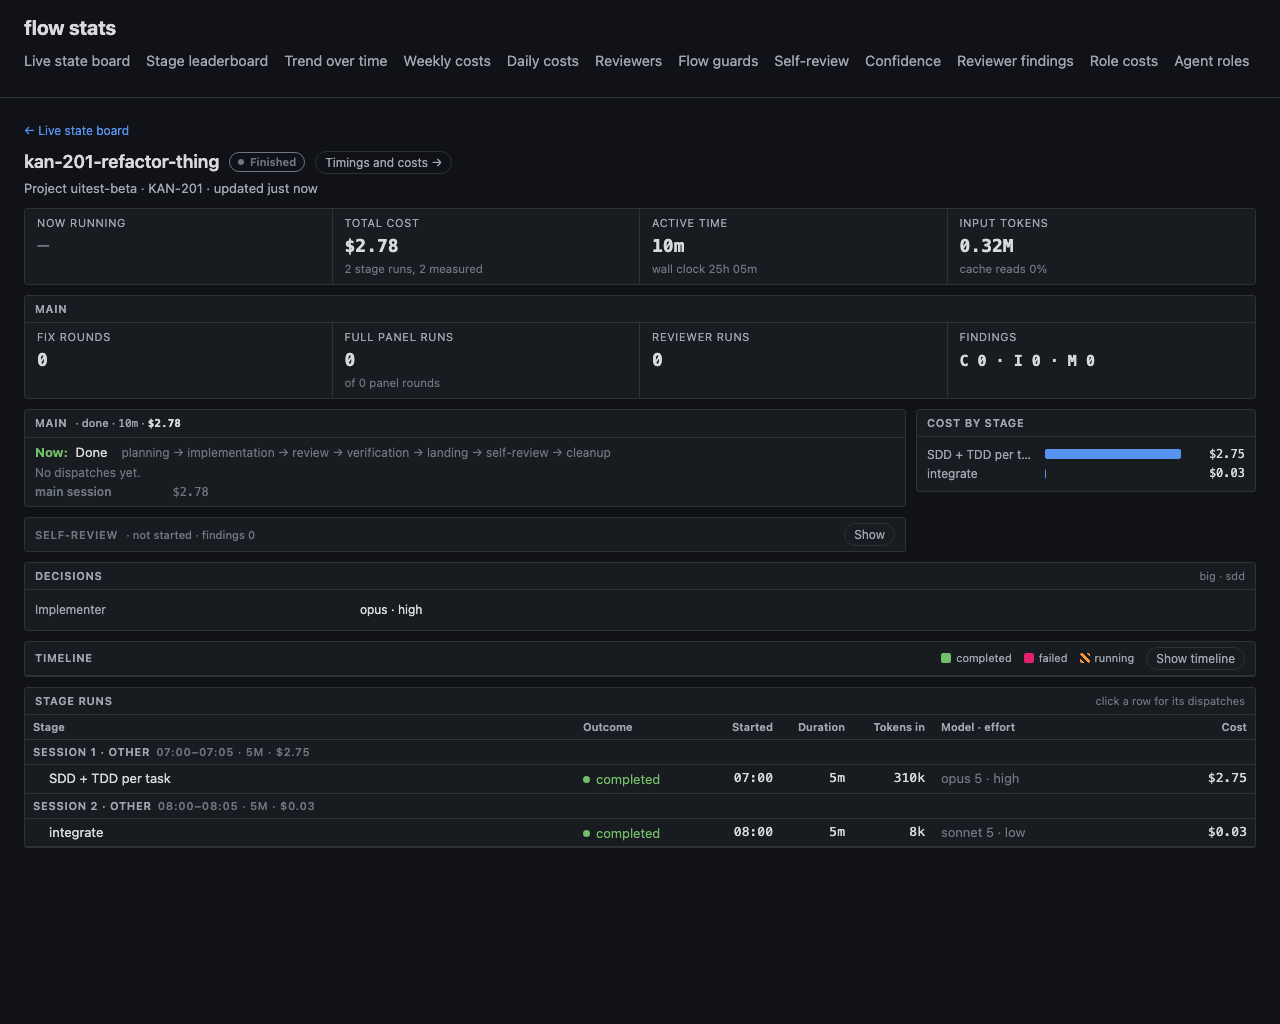 flow stats
Live state board Stage leaderboard Trend over time Weekly costs Daily costs Reviewers Flow guards Self-review Confidence Reviewer findings Role costs Agent roles
← Live state board
kan-201-refactor-thing Finished Timings and costs →
Project uitest-beta · KAN-201 · updated just now
NOW RUNNING TOTAL COST ACTIVE TIME INPUT TOKENS
— $2.78 10m 0.32M
2 stage runs, 2 measured wall clock 25h 05m cache reads 0%
MAIN
FIX ROUNDS FULL PANEL RUNS REVIEWER RUNS FINDINGS
0 0 0 C 0 · I 0 · M 0
of 0 panel rounds
MAIN · done · 10m · $2.78
Now: Done planning → implementation → review → verification → landing → self-review → cleanup
No dispatches yet.
main session $2.78
COST BY STAGE
SDD + TDD per t... $2.75
integrate $0.03
SELF-REVIEW · not started · findings 0 Show
DECISIONS big · sdd
Implementer opus · high
TIMELINE completed failed running Show timeline
STAGE RUNS click a row for its dispatches
Stage Outcome Started Duration Tokens in Model · effort Cost
SESSION 1 · OTHER 07:00–07:05 · 5M · $2.75
SDD + TDD per task completed 07:00 5m 310k opus 5 · high $2.75
SESSION 2 · OTHER 08:00–08:05 · 5M · $0.03
integrate completed 08:00 5m 8k sonnet 5 · low $0.03